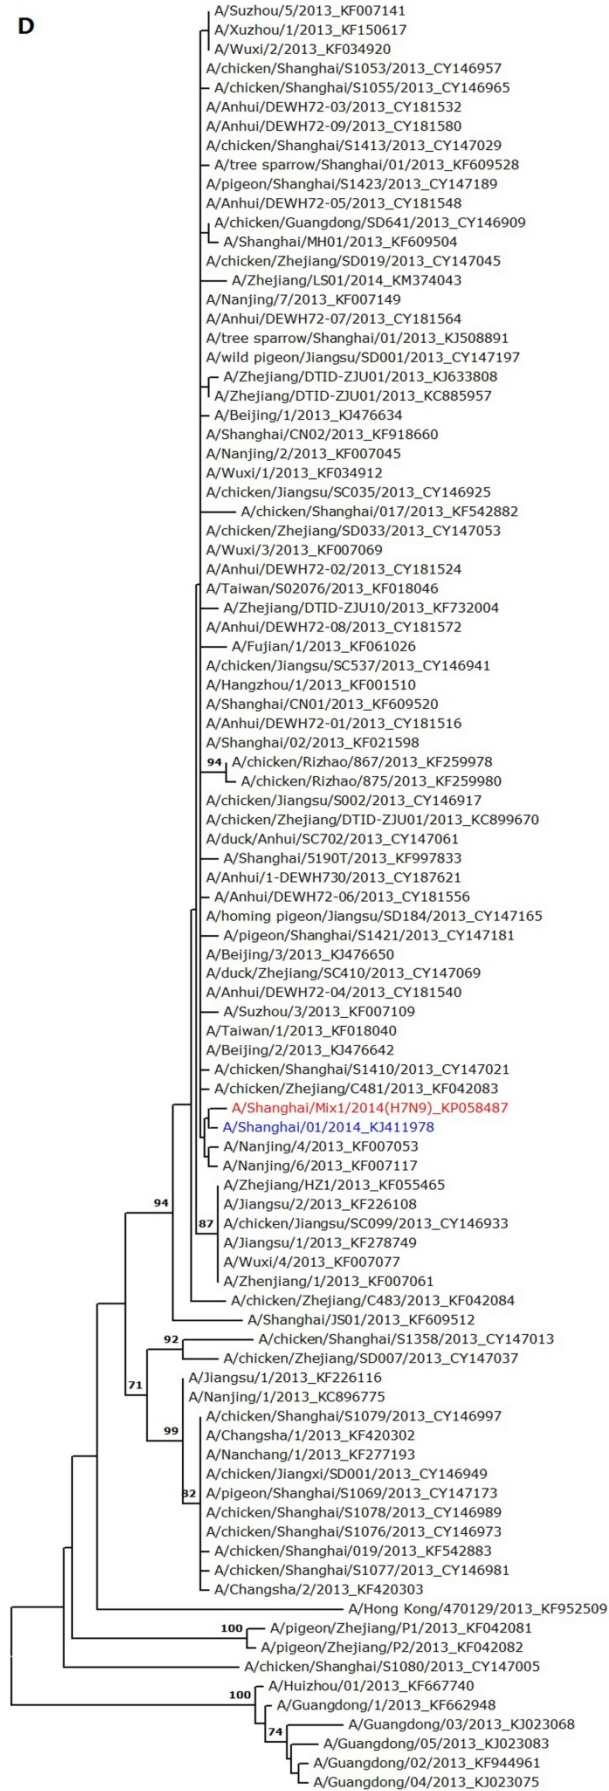 D
A/Suzhou/5/2013_KF007141
A/Xuzhou/1/2013_KF150617
A/Wuxi/2/2013_KF034920
A/chicken/Shanghai/S1053/2013_CY146957
A/chicken/Shanghai/S1055/2013_CY146965
A/Anhui/DEWH72-03/2013_CY181532
A/Anhui/DEWH72-09/2013_CY181580
A/chicken/Shanghai/S1413/2013_CY147029
A/tree sparrow/Shanghai/01/2013_KF609528
A/pigeon/Shanghai/S1423/2013_CY147189
A/Anhui/DEWH72-05/2013_CY181548
A/chicken/Guangdong/SD641/2013_CY146909
A/Shanghai/MH01/2013_KF609504
A/chicken/Zhejiang/SD019/2013_CY147045
A/Zhejiang/LS01/2014_KM374043
A/Nanjing/7/2013_KF007149
A/Anhui/DEWH72-07/2013_CY181564
A/tree sparrow/Shanghai/01/2013_KJ508891
A/wild pigeon/Jiangsu/SD001/2013_CY147197
A/Zhejiang/DTID-ZJU01/2013_KJ633808
A/Zhejiang/DTID-ZJU01/2013_KC885957
A/Beijing/1/2013_KJ476634
A/Shanghai/CN02/2013_KF918660
A/Nanjing/2/2013_KF007045
A/Wuxi/1/2013_KF034912
A/chicken/Jiangsu/SC035/2013_CY146925
A/chicken/Shanghai/017/2013_KF542882
A/chicken/Zhejiang/SD033/2013_CY147053
A/Wuxi/3/2013_KF007069
A/Anhui/DEWH72-02/2013_CY181524
A/Taiwan/S02076/2013_KF018046
A/Zhejiang/DTID-ZJU10/2013_KF732004
A/Anhui/DEWH72-08/2013_CY181572
A/Fujian/1/2013_KF061026
A/chicken/Jiangsu/SC537/2013_CY146941
A/Hangzhou/1/2013_KF001510
A/Shanghai/CN01/2013_KF609520
A/Anhui/DEWH72-01/2013_CY181516
A/Shanghai/02/2013_KF021598
94 A/chicken/Rizhao/867/2013_KF259978
A/chicken/Rizhao/875/2013_KF259980
A/chicken/Jiangsu/S002/2013_CY146917
A/chicken/Zhejiang/DTID-ZJU01/2013_KC899670
A/duck/Anhui/SC702/2013_CY147061
A/Shanghai/5190T/2013_KF997833
A/Anhui/1-DEWH730/2013_CY187621
A/Anhui/DEWH72-06/2013_CY181556
A/homing pigeon/Jiangsu/SD184/2013_CY147165
A/pigeon/Shanghai/S1421/2013_CY147181
A/Beijing/3/2013_KJ476650
A/duck/Zhejiang/SC410/2013_CY147069
A/Anhui/DEWH72-04/2013_CY181540
A/Suzhou/3/2013_KF007109
A/Taiwan/1/2013_KF018040
A/Beijing/2/2013_KJ476642
A/chicken/Shanghai/S1410/2013_CY147021
A/chicken/Zhejiang/C481/2013_KF042083
A/Shanghai/Mix1/2014(H7N9)_KP058487
A/Shanghai/01/2014_KJ411978
A/Nanjing/4/2013_KF007053
A/Nanjing/6/2013_KF007117
A/Zhejiang/HZ1/2013_KF055465
94 A/Jiangsu/2/2013_KF226108
87 A/chicken/Jiangsu/SC099/2013_CY146933
A/Jiangsu/1/2013_KF278749
A/Wuxi/4/2013_KF007077
A/Zhenjiang/1/2013_KF007061
A/chicken/Zhejiang/C483/2013_KF042084
A/Shanghai/JS01/2013_KF609512
92 A/chicken/Shanghai/S1358/2013_CY147013
A/chicken/Zhejiang/SD007/2013_CY147037
71 A/Jiangsu/1/2013_KF226116
A/Nanjing/1/2013_KC896775
A/chicken/Shanghai/S1079/2013_CY146997
99 A/Changsha/1/2013_KF420302
A/Nanchang/1/2013_KF277193
A/chicken/Jiangxi/SD001/2013_CY146949
82 A/pigeon/Shanghai/S1069/2013_CY147173
A/chicken/Shanghai/S1078/2013_CY146989
A/chicken/Shanghai/S1076/2013_CY146973
A/chicken/Shanghai/019/2013_KF542883
A/chicken/Shanghai/S1077/2013_CY146981
A/Changsha/2/2013_KF420303
A/Hong Kong/470129/2013_KF952509
100 A/pigeon/Zhejiang/P1/2013_KF042081
A/pigeon/Zhejiang/P2/2013_KF042082
A/chicken/Shanghai/S1080/2013_CY147005
100 A/Huizhou/01/2013_KF667740
A/Guangdong/1/2013_KF662948
74 A/Guangdong/03/2013_KJ023068
A/Guangdong/05/2013_KJ023083
A/Guangdong/02/2013_KF944961
A/Guangdong/04/2013_KJ023075